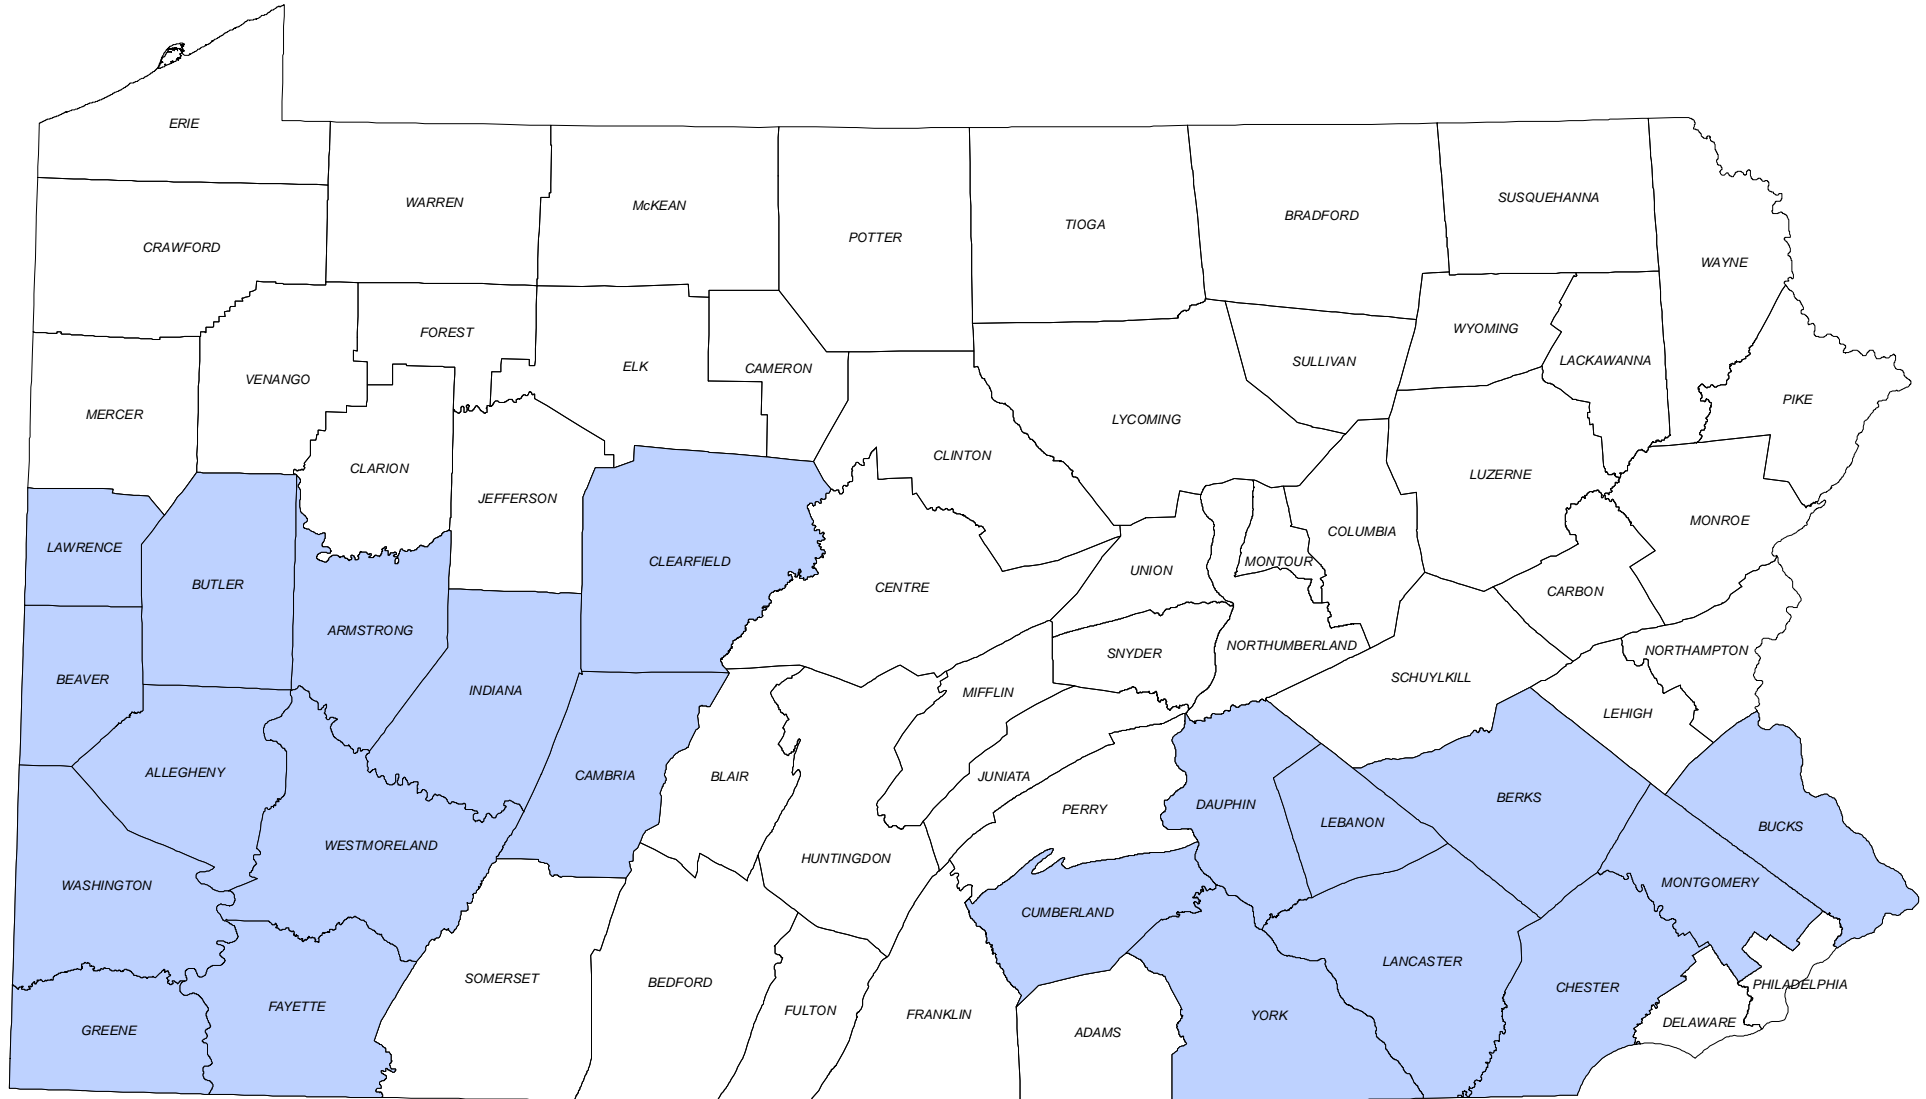 ERIE
WARREN
McKEAN
SUSQUEHANNA
BRADFORD
TIOGA
POTTER
CRAWFORD
WAYNE
FOREST
WYOMING
ELK
CAMERON
SULLIVAN
LACKAWANNA
VENANGO
MERCER
PIKE
LYCOMING
CLINTON
CLARION
LUZERNE
JEFFERSON
MONROE
COLUMBIA
LAWRENCE
CLEARFIELD
MONTOUR
UNION
BUTLER
CENTRE
CARBON
ARMSTRONG
NORTHUMBERLAND
NORTHAMPTON
SNYDER
BEAVER
SCHUYLKILL
INDIANA
MIFFLIN
LEHIGH
ALLEGHENY
CAMBRIA
BLAIR
JUNIATA
BERKS
DAUPHIN
PERRY
LEBANON
BUCKS
WESTMORELAND
HUNTINGDON
WASHINGTON
MONTGOMERY
CUMBERLAND
LANCASTER
SOMERSET
BEDFORD
CHESTER
PHILADELPHIA
FAYETTE
FULTON
FRANKLIN
YORK
DELAWARE
GREENE
ADAMS